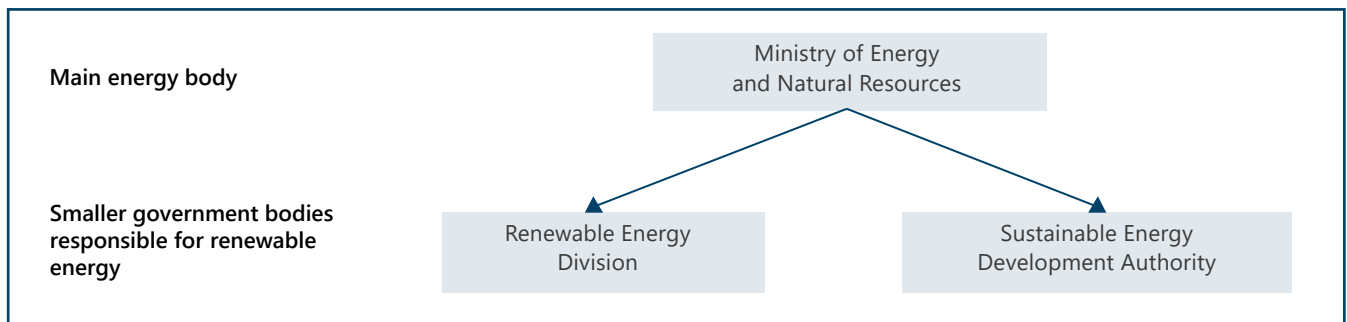 Main energy body
Ministry of Energy
and Natural Resources
Smaller government bodies
responsible for renewable
energy
Renewable Energy
Division
Sustainable Energy
Development Authority